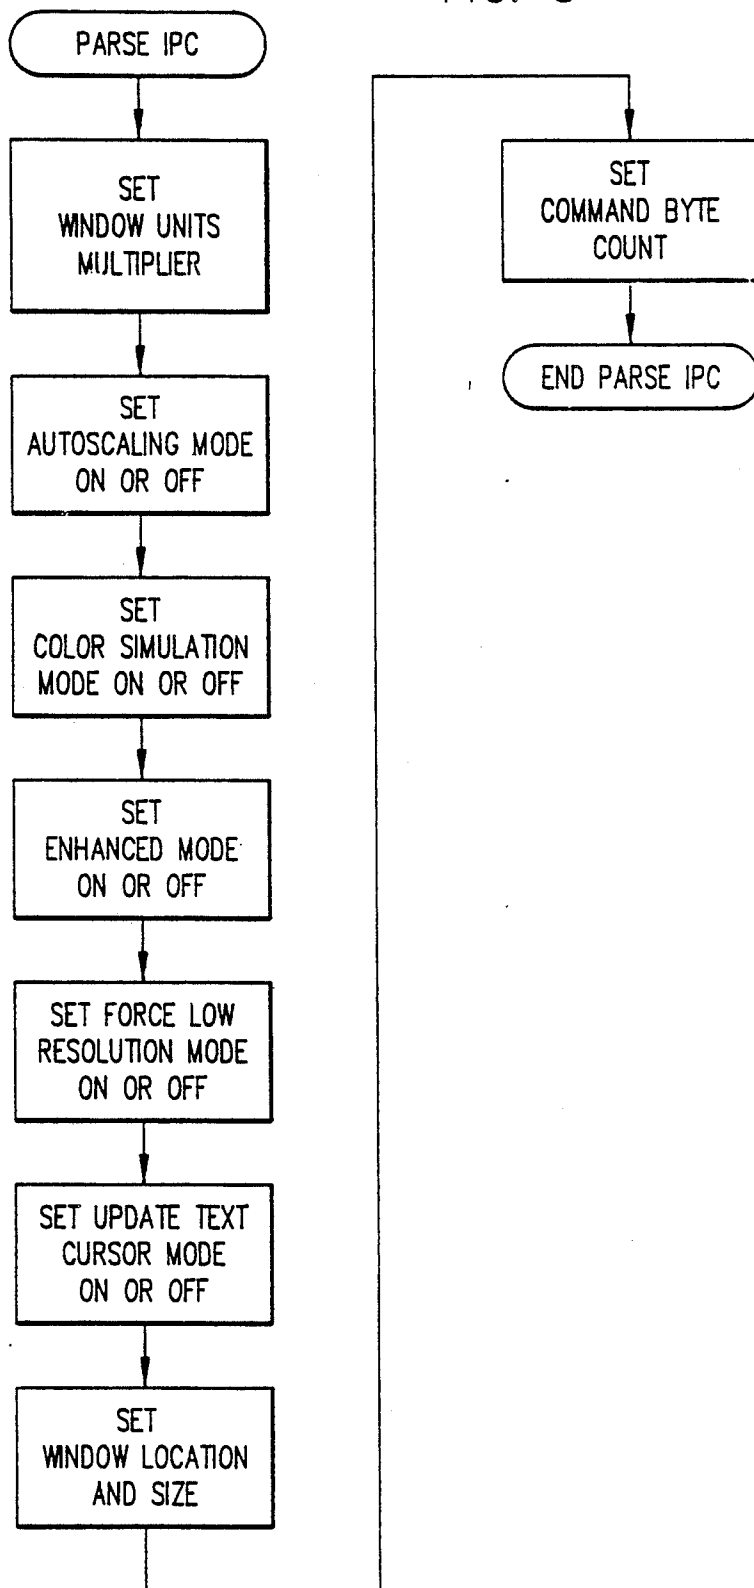 PARSE IPC
SET
WINDOW UNITS
MULTIPLIER
SET
AUTOSCALING MODE
ON OR OFF
SET
COLOR SIMULATION
MODE ON OR OFF
SET
ENHANCED MODE
ON OR OFF
SET FORCE LOW
RESOLUTION MODE
ON OR OFF
SET UPDATE TEXT
CURSOR MODE
ON OR OFF
SET
WINDOW LOCATION
AND SIZE
SET
COMMAND BYTE
COUNT
END PARSE IPC